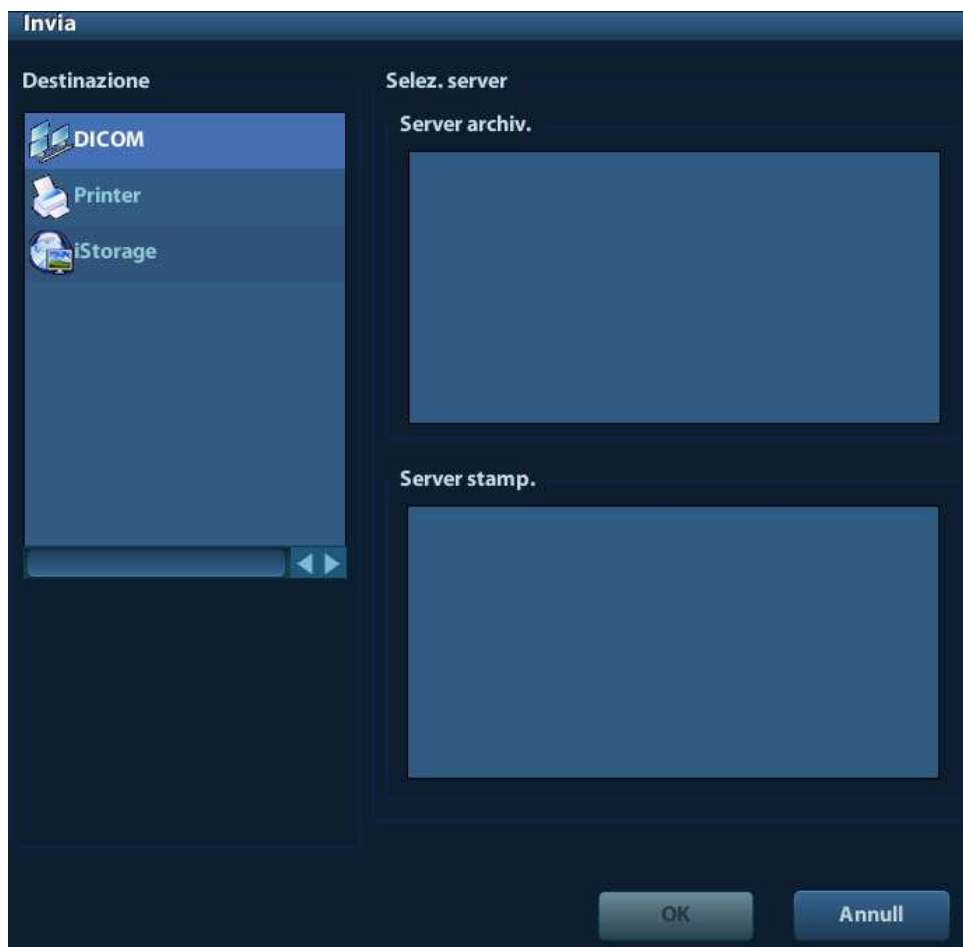 Invia
Destinazione
DICOM
Printer
iStorage
Selez. server
Server archiv.
Server stamp.
OK
Annull